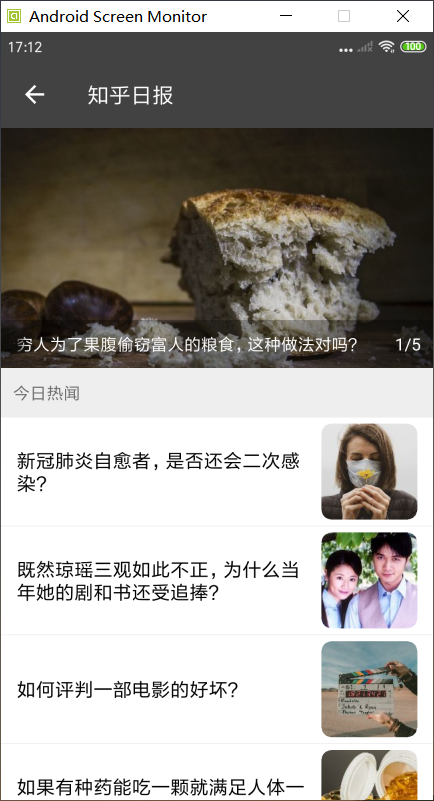 Android Screen Monitor
17:12
100
知乎日报
穷人为了果腹偷窃富人的粮食，这种做法对吗？
1/5
今日热闻
新冠肺炎自愈者，是否还会二次感
染？
既然琼瑶三观如此不正，为什么当
年她的剧和书还受追捧？
如何评判一部电影的好坏？
如果有种药能吃一颗就满足人体一